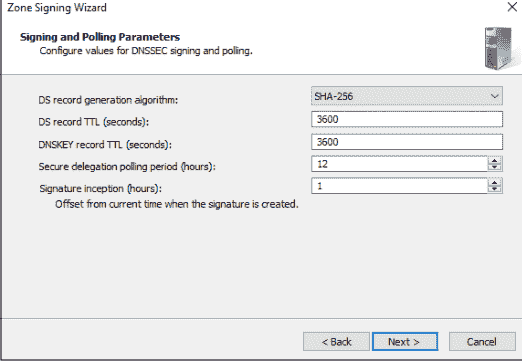 Zone Signing Wizard
Signing and Polling Parameters
Configure values for DNSSEC signing and polling.
DS record generation algorithm: SHA-256
DS record TTL (seconds): 3600
DNSKEY record TTL (seconds): 3600
Secure delegation polling period (hours): 12
Signature inception (hours): 1
Offset from current time when the signature is created.
< Back Next > Cancel